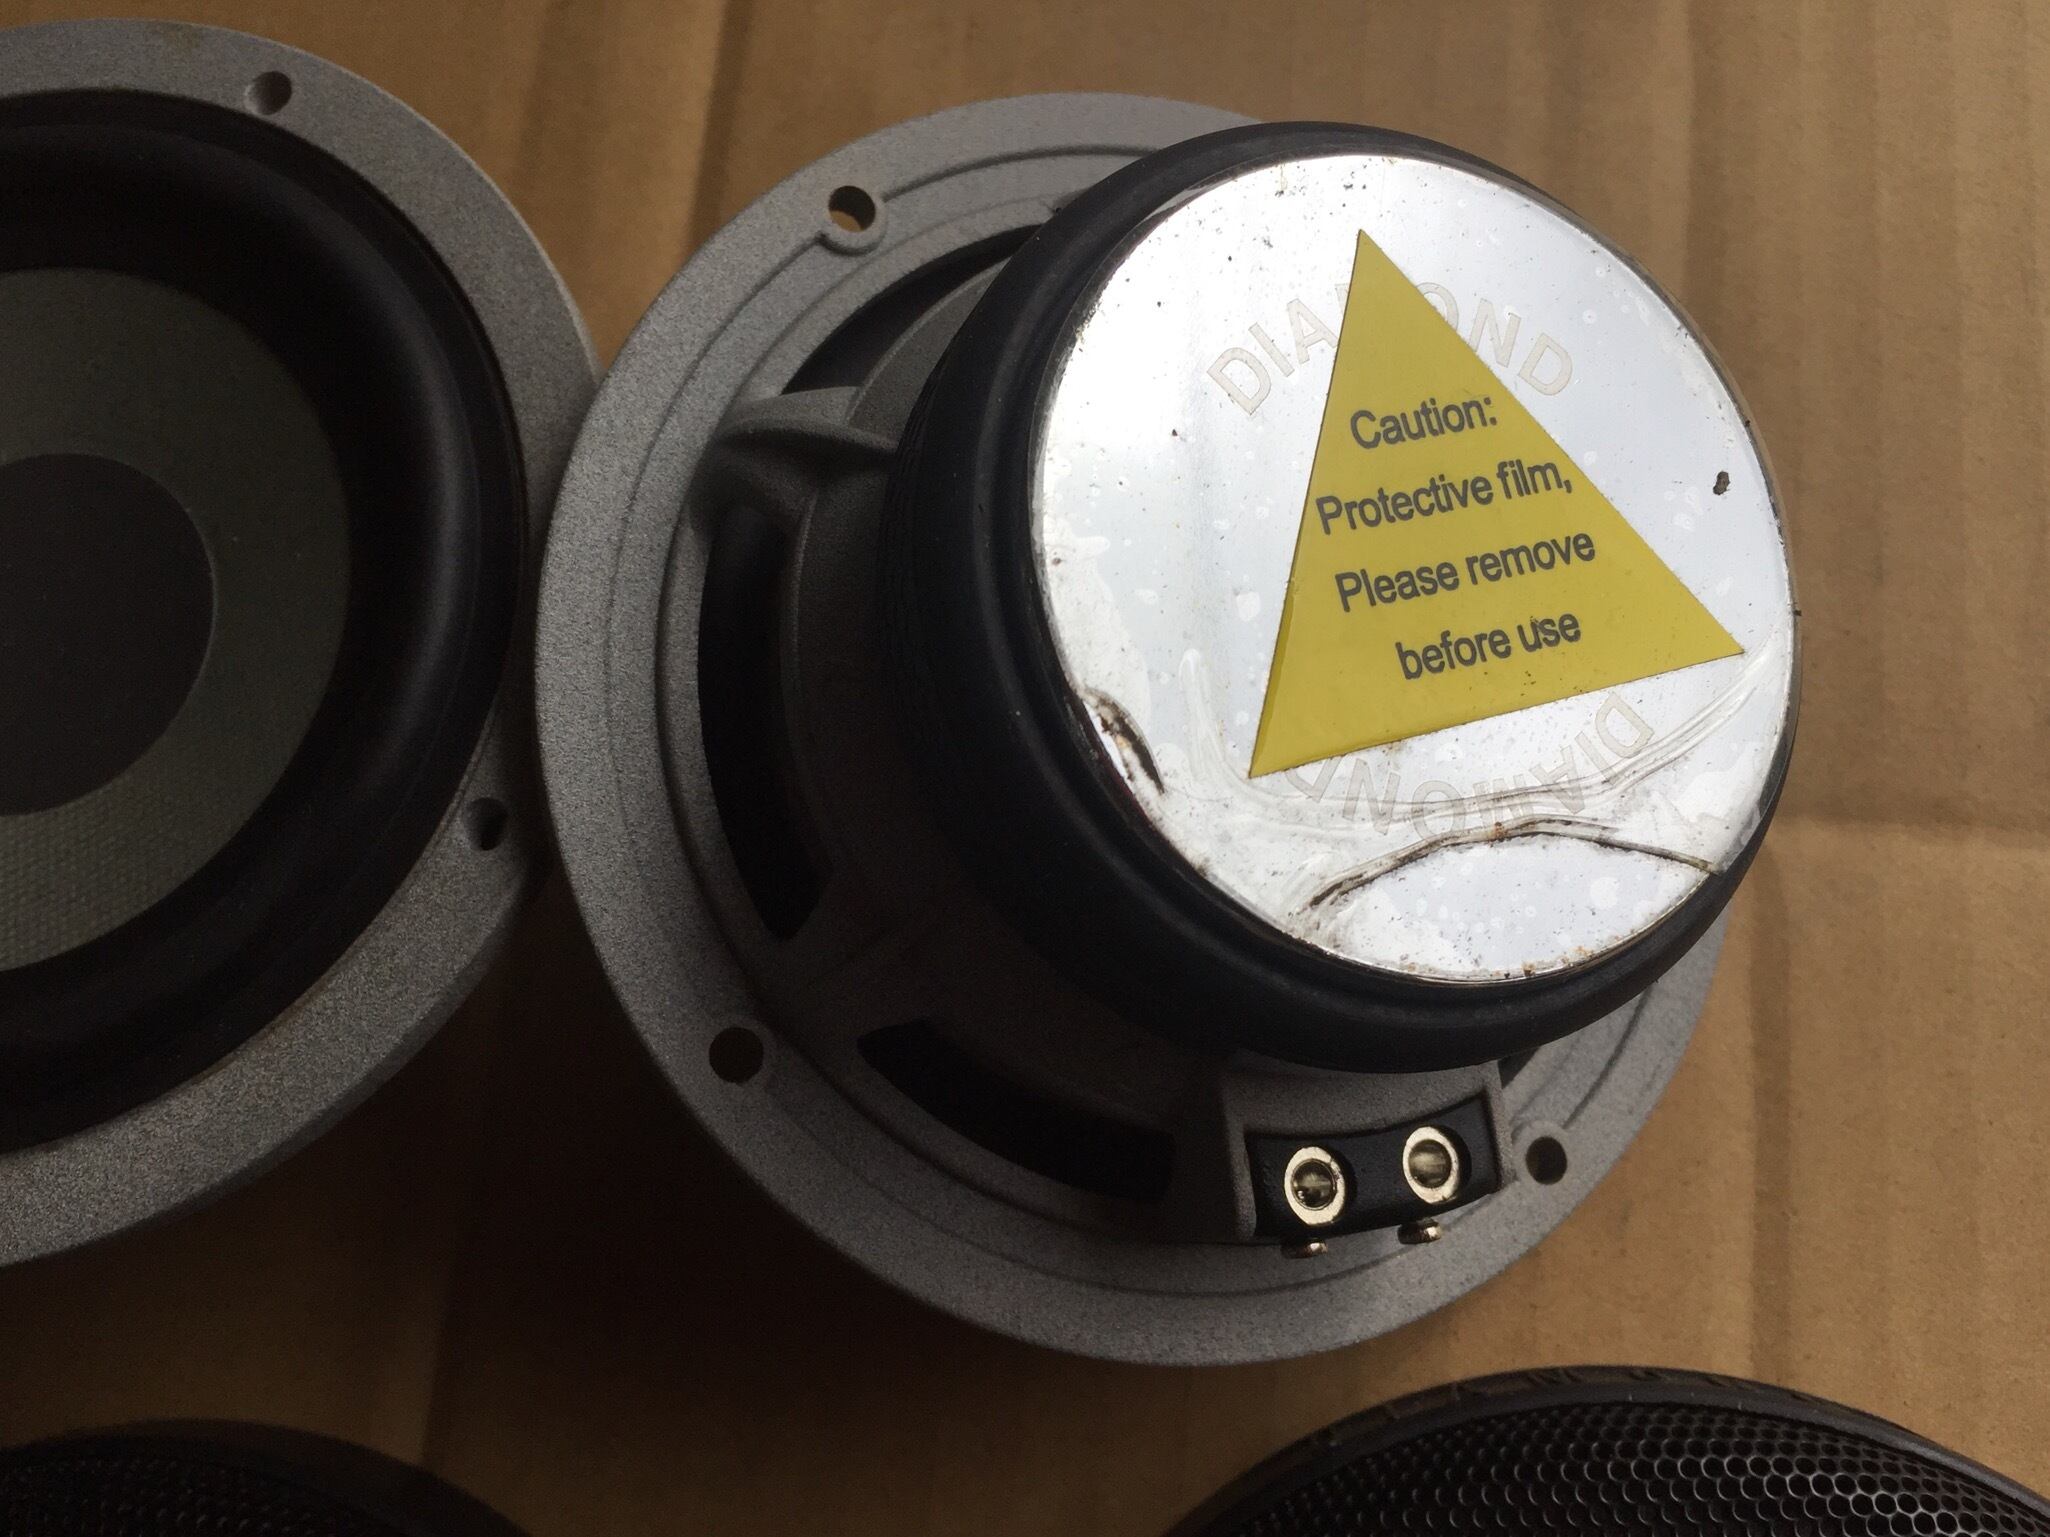 DIAMOND
Caution:
Protective film,
Please remove
before use
DIAMOND